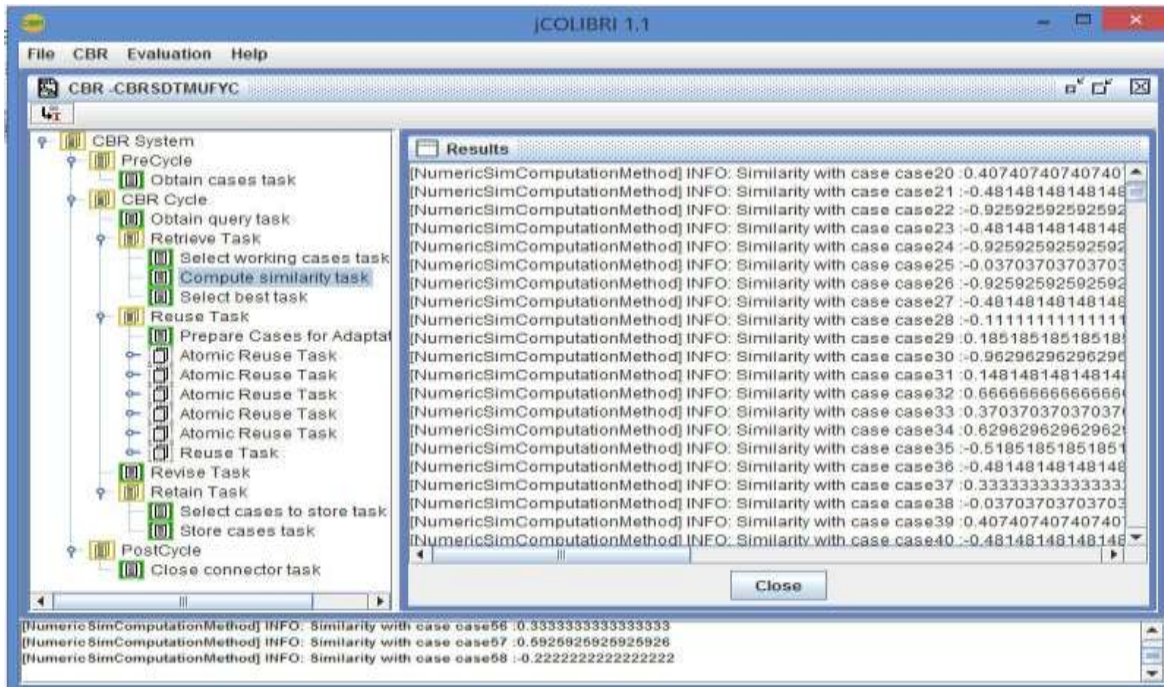 jCOLIBRI 1.1
File CBR Evaluation Help
CBR -CBRSDTMUFYC
CBR System
PreCycle
Obtain cases task
CBR Cycle
Obtain query task
Retrieve Task
Select working cases task
Compute similarity task
Select best task
Reuse Task
Prepare Cases for Adaptat
Atomic Reuse Task
Atomic Reuse Task
Atomic Reuse Task
Atomic Reuse Task
Reuse Task
Revise Task
Retain Task
Select cases to store task
Store cases task
PostCycle
Close connector task
Results
[NumericSimComputationMethod] INFO: Similarity with case case20 :0.407407407407407
[NumericSimComputationMethod] INFO: Similarity with case case21 :-0.48148148148148
[NumericSimComputationMethod] INFO: Similarity with case case22 :-0.92592592592592
[NumericSimComputationMethod] INFO: Similarity with case case23 :-0.48148148148148
[NumericSimComputationMethod] INFO: Similarity with case case24 :-0.92592592592592
[NumericSimComputationMethod] INFO: Similarity with case case25 :-0.03703703703703
[NumericSimComputationMethod] INFO: Similarity with case case26 :-0.92592592592592
[NumericSimComputationMethod] INFO: Similarity with case case27 :-0.48148148148148
[NumericSimComputationMethod] INFO: Similarity with case case28 :-0.11111111111111
[NumericSimComputationMethod] INFO: Similarity with case case29 :0.185185185185185
[NumericSimComputationMethod] INFO: Similarity with case case30 :-0.96296296296296
[NumericSimComputationMethod] INFO: Similarity with case case31 :0.148148148148148
[NumericSimComputationMethod] INFO: Similarity with case case32 :0.666666666666666
[NumericSimComputationMethod] INFO: Similarity with case case33 :0.370370370370370
[NumericSimComputationMethod] INFO: Similarity with case case34 :0.629629629629629
[NumericSimComputationMethod] INFO: Similarity with case case35 :-0.51851851851851
[NumericSimComputationMethod] INFO: Similarity with case case36 :-0.48148148148148
[NumericSimComputationMethod] INFO: Similarity with case case37 :0.333333333333333
[NumericSimComputationMethod] INFO: Similarity with case case38 :-0.03703703703703
[NumericSimComputationMethod] INFO: Similarity with case case39 :0.407407407407407
[NumericSimComputationMethod] INFO: Similarity with case case40 :-0.48148148148148
Close
[NumericSimComputationMethod] INFO: Similarity with case case56 :0.3333333333333333
[NumericSimComputationMethod] INFO: Similarity with case case57 :0.5925925925925926
[NumericSimComputationMethod] INFO: Similarity with case case58 :-0.2222222222222222